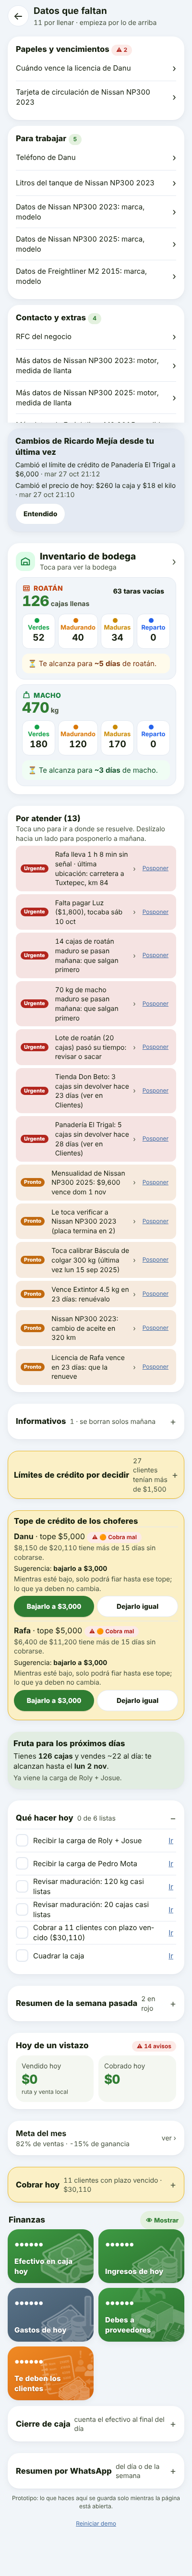 ←
Datos que faltan
11 por llenar · empieza por lo de arriba
Papeles y vencimientos ▲ 2
Cuándo vence la licencia de Danu ›
Tarjeta de circulación de Nissan NP300
2023 ›
Para trabajar 5
Teléfono de Danu ›
Litros del tanque de Nissan NP300 2023 ›
Datos de Nissan NP300 2023: marca,
modelo ›
Datos de Nissan NP300 2025: marca,
modelo ›
Datos de Freightliner M2 2015: marca,
modelo ›
Contacto y extras 4
RFC del negocio ›
Más datos de Nissan NP300 2023: motor,
medida de llanta ›
Más datos de Nissan NP300 2025: motor,
medida de llanta ›
Cambios de Ricardo Mejía desde tu
última vez
Cambió el límite de crédito de Panadería El Trigal a
$6,000 · mar 27 oct 21:12
Cambió el precio de hoy: $260 la caja y $18 el kilo
· mar 27 oct 21:10
Entendido
Inventario de bodega
Toca para ver la bodega ›
ROATÁN
126 cajas llenas
63 taras vacías
Verdes Madurando Maduras Reparto
52 40 34 0
⏳ Te alcanza para ~5 días de roatán.
MACHO
470 kg
Verdes Madurando Maduras Reparto
180 120 170 0
⏳ Te alcanza para ~3 días de macho.
Por atender (13)
Toca uno para ir a donde se resuelve. Deslízalo
hacia un lado para posponerlo a mañana.
Urgente Rafa lleva 1 h 8 min sin
señal · última
ubicación: carretera a
Tuxtepec, km 84 › Posponer
Urgente Falta pagar Luz
($1,800), tocaba sáb
10 oct › Posponer
Urgente 14 cajas de roatán
maduro se pasan
mañana: que salgan
primero › Posponer
Urgente 70 kg de macho
maduro se pasan
mañana: que salgan
primero › Posponer
Urgente Lote de roatán (20
cajas) pasó su tiempo:
revisar o sacar › Posponer
Urgente Tienda Don Beto: 3
cajas sin devolver hace
23 días (ver en
Clientes) › Posponer
Urgente Panadería El Trigal: 5
cajas sin devolver hace
28 días (ver en
Clientes) › Posponer
Pronto Mensualidad de Nissan
NP300 2025: $9,600
vence dom 1 nov › Posponer
Pronto Le toca verificar a
Nissan NP300 2023
(placa termina en 2) › Posponer
Pronto Toca calibrar Báscula de
colgar 300 kg (última
vez lun 15 sep 2025) › Posponer
Pronto Vence Extintor 4.5 kg en
23 días: renuévalo › Posponer
Pronto Nissan NP300 2023:
cambio de aceite en
320 km › Posponer
Pronto Licencia de Rafa vence
en 23 días: que la
renueve › Posponer
Informativos 1 · se borran solos mañana +
Límites de crédito por decidir 27
clientes
tenían más
de $1,500 +
Tope de crédito de los choferes
Danu · tope $5,000 ▲ Cobra mal
$8,150 de $20,110 tiene más de 15 días sin
cobrarse.
Sugerencia: bajarlo a $3,000
Mientras esté bajo, solo podrá fiar hasta ese tope;
lo que ya deben no cambia.
Bajarlo a $3,000 Dejarlo igual
Rafa · tope $5,000 ▲ Cobra mal
$6,400 de $11,200 tiene más de 15 días sin
cobrarse.
Sugerencia: bajarlo a $3,000
Mientras esté bajo, solo podrá fiar hasta ese tope;
lo que ya deben no cambia.
Bajarlo a $3,000 Dejarlo igual
Fruta para los próximos días
Tienes 126 cajas y vendes ~22 al día: te
alcanzan hasta el lun 2 nov.
Ya viene la carga de Roly + Josue.
Qué hacer hoy 0 de 6 listas −
Recibir la carga de Roly + Josue Ir
Recibir la carga de Pedro Mota Ir
Revisar maduración: 120 kg casi
listas Ir
Revisar maduración: 20 cajas casi
listas Ir
Cobrar a 11 clientes con plazo ven-
cido ($30,110) Ir
Cuadrar la caja Ir
Resumen de la semana pasada 2 en
rojo +
Hoy de un vistazo ▲ 14 avisos
Vendido hoy
$0
ruta y venta local
Cobrado hoy
$0
Meta del mes
82% de ventas · -15% de ganancia ver ›
Cobrar hoy 11 clientes con plazo vencido ·
$30,110 +
Finanzas Mostrar
••••••
Efectivo en caja
hoy
••••••
Ingresos de hoy
••••••
Gastos de hoy
••••••
Debes a
proveedores
••••••
Te deben los
clientes
Cierre de caja cuenta el efectivo al final del
día +
Resumen por WhatsApp del día o de la
semana +
Prototipo: lo que haces aquí se guarda solo mientras la página
está abierta.
Reiniciar demo